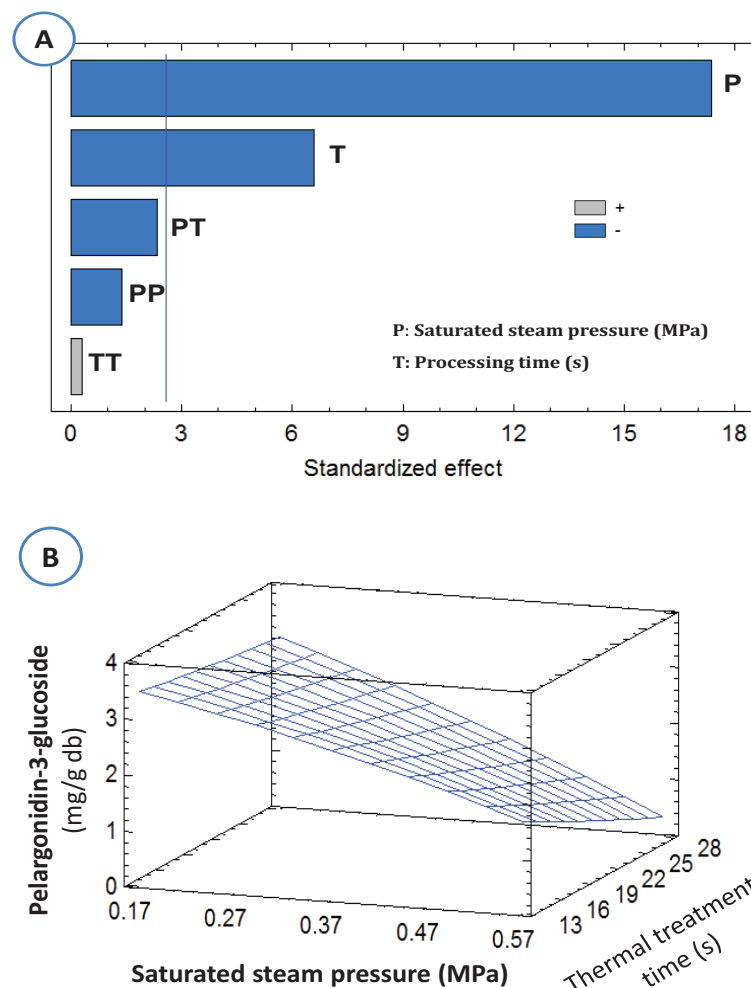 A
P
T
PT
PP
TT
+
-
P: Saturated steam pressure (MPa)
T: Processing time (s)
0 3 6 9 12 15 18
Standardized effect
B
Pelargonidin-3-glucoside
(mg/g db)
4
3
2
1
0
0.17 0.27 0.37 0.47 0.57
13 16 19 22 25 28
Saturated steam pressure (MPa)
Thermal treatment
time (s)